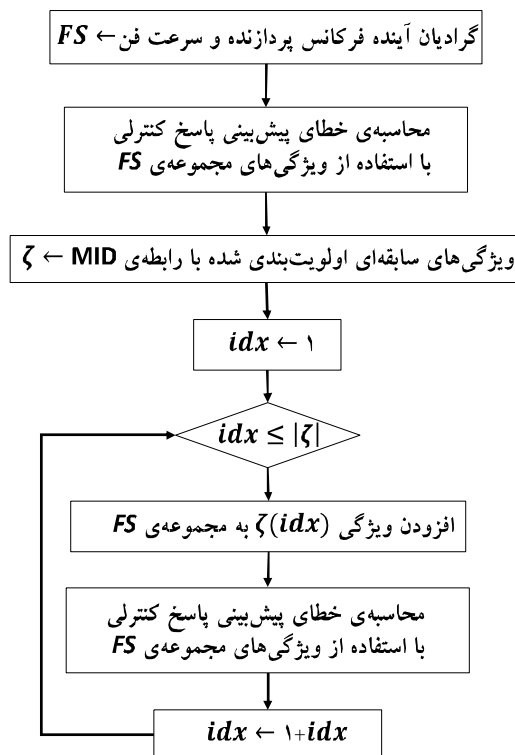 FS ← گرادیان آینده فرکانس پردازنده و سرعت فن
محاسبه‌ی خطای پیش‌بینی پاسخ کنترلی
با استفاده از ویژگی‌های مجموعه‌ی FS
ζ ← MID ویژگی‌های سابقه‌ای اولویت‌بندی شده با رابطه‌ی
idx ← ۱
idx ≤ |ζ|
افزودن ویژگی ζ(idx) به مجموعه‌ی FS
محاسبه‌ی خطای پیش‌بینی پاسخ کنترلی
با استفاده از ویژگی‌های مجموعه‌ی FS
idx ← ۱+idx